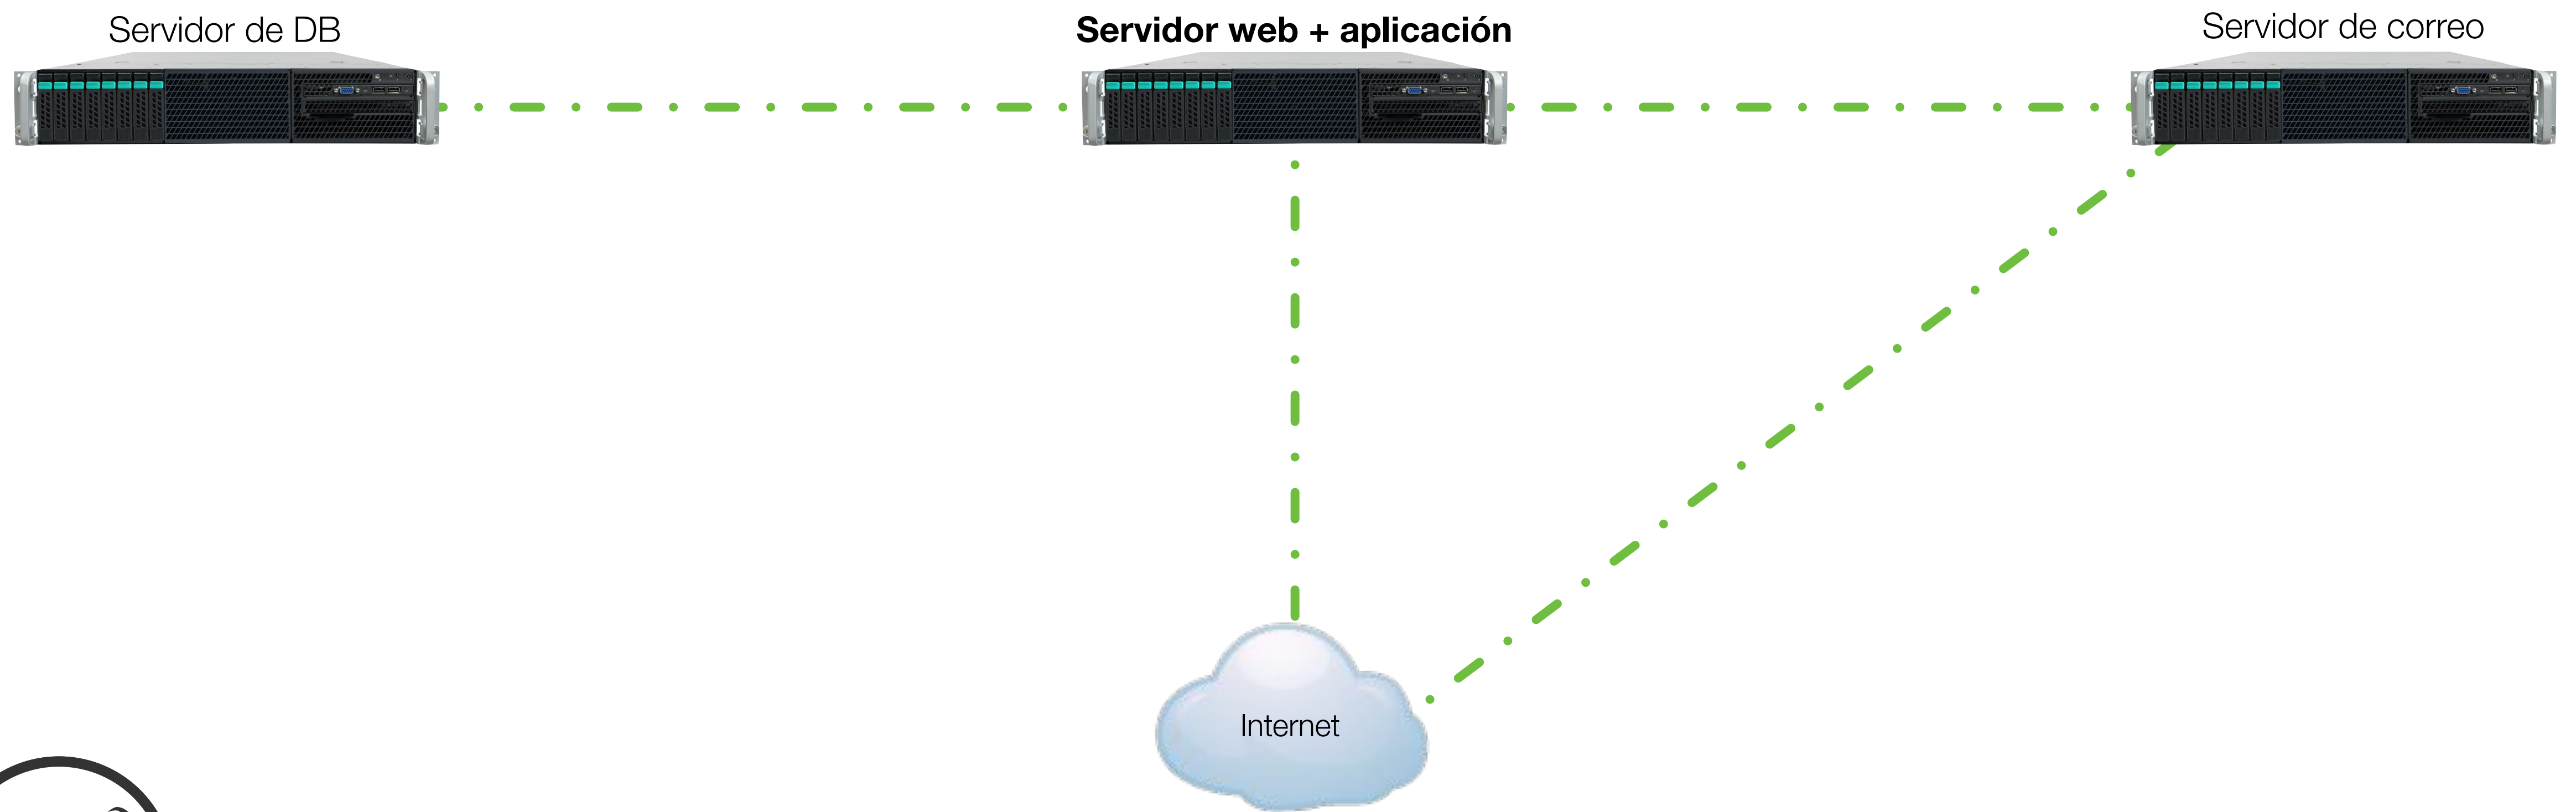 Servidor de DB
Servidor web + aplicación
Servidor de correo
Internet